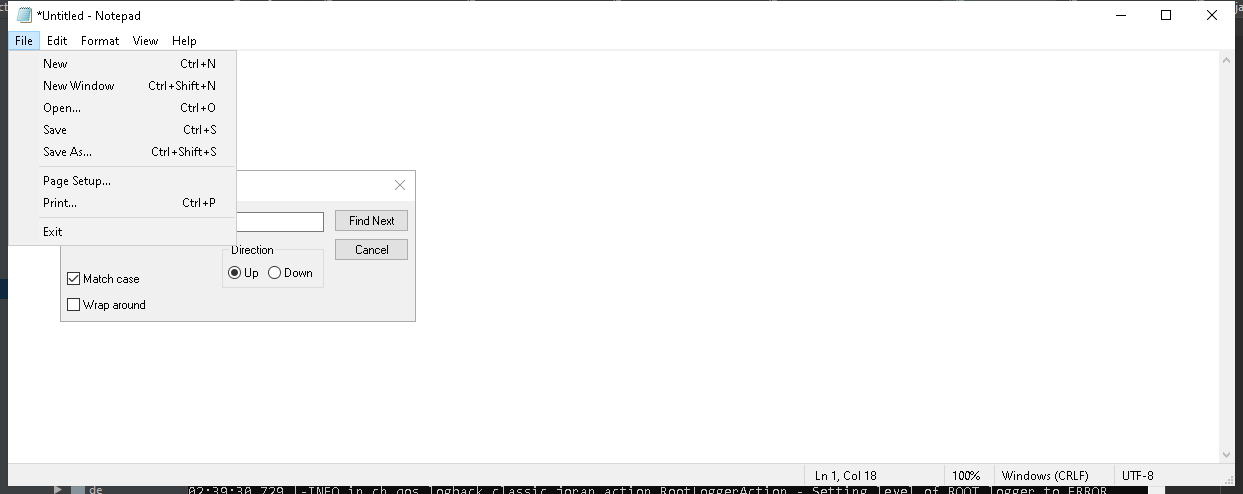 *Untitled - Notepad
File Edit Format View Help
New Ctrl+N
New Window Ctrl+Shift+N
Open... Ctrl+O
Save Ctrl+S
Save As... Ctrl+Shift+S
Page Setup...
Print... Ctrl+P
Exit
Find Next
Cancel
Direction
Up Down
Match case
Wrap around
Ln 1, Col 18 100% Windows (CRLF) UTF-8
de 02:39:30,729 |-INFO in ch.qos.logback.classic.joran.action.RootLoggerAction - Setting level of ROOT logger to ERROR